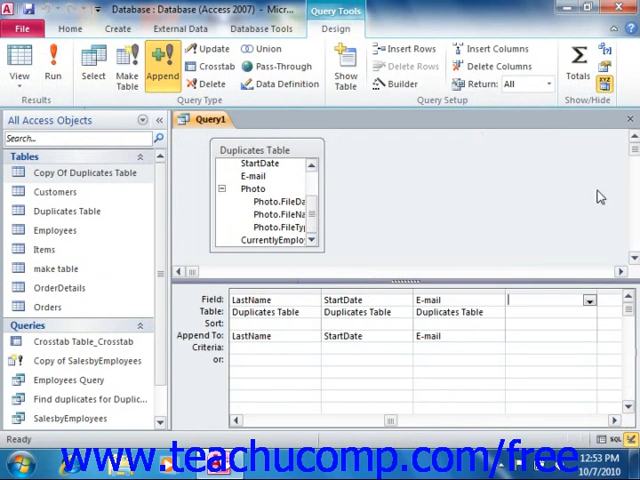 Database : Database (Access 2007) - Micr...
Query Tools
File
Home
Create
External Data
Database Tools
Design
View
Run
Select
Make Table
Append
Update
Crosstab
Delete
Union
Pass-Through
Data Definition
Show Table
Insert Rows
Delete Rows
Builder
Insert Columns
Delete Columns
Return: All
Totals
Results
Query Type
Query Setup
Show/Hide
All Access Objects
Search...
Tables
Copy Of Duplicates Table
Customers
Duplicates Table
Employees
Items
make table
OrderDetails
Orders
Queries
Crosstab Table_Crosstab
Copy of SalesbyEmployees
Employees Query
Find duplicates for Duplic...
SalesbyEmployees
Query1
Duplicates Table
StartDate
E-mail
Photo
Photo.FileDa
Photo.FileNa
Photo.FileTyp
CurrentlyEmploy
Field: LastName StartDate E-mail
Table: Duplicates Table Duplicates Table Duplicates Table
Sort:
Append To: LastName StartDate E-mail
Criteria:
or:
Ready
SQL
www.teachucomp.com/free
12:53 PM
10/7/2010